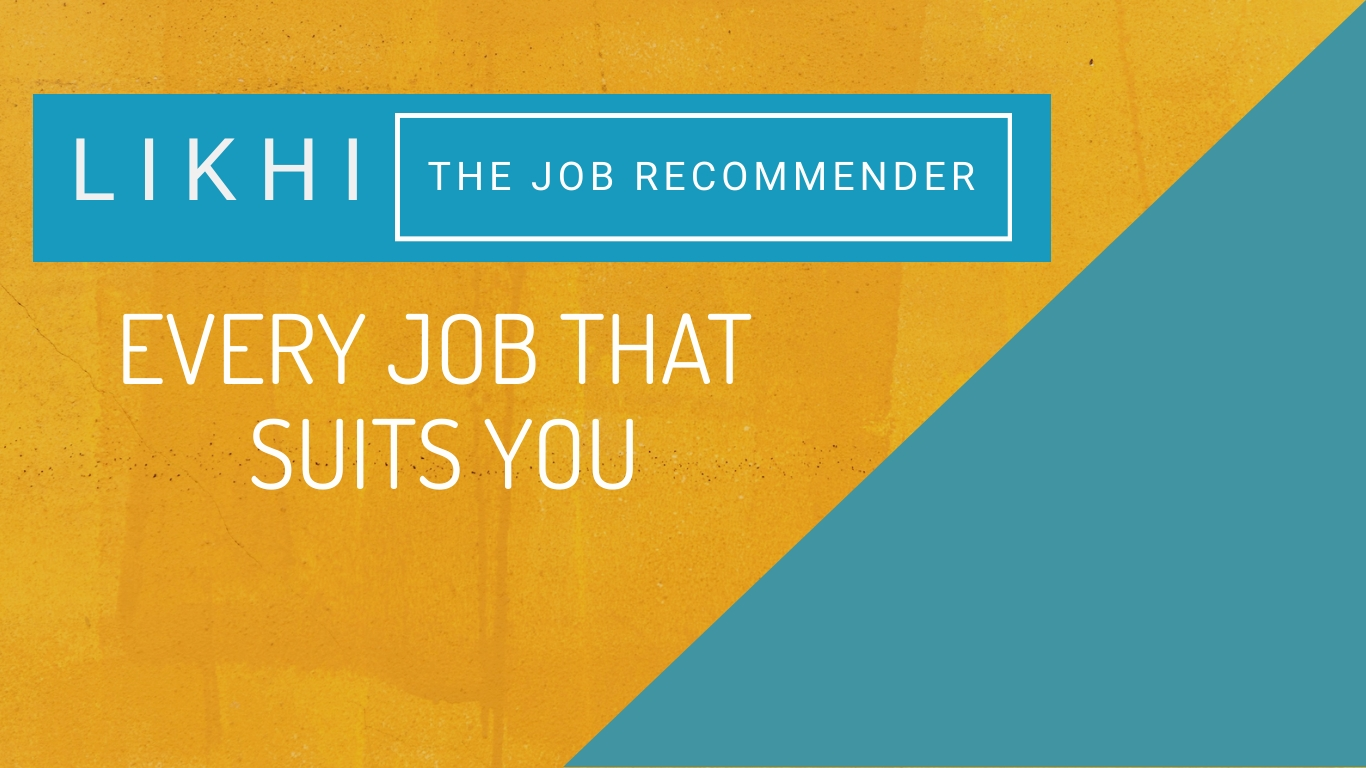 LIKHI THE JOB RECOMMENDER
EVERY JOB THAT
SUITS YOU